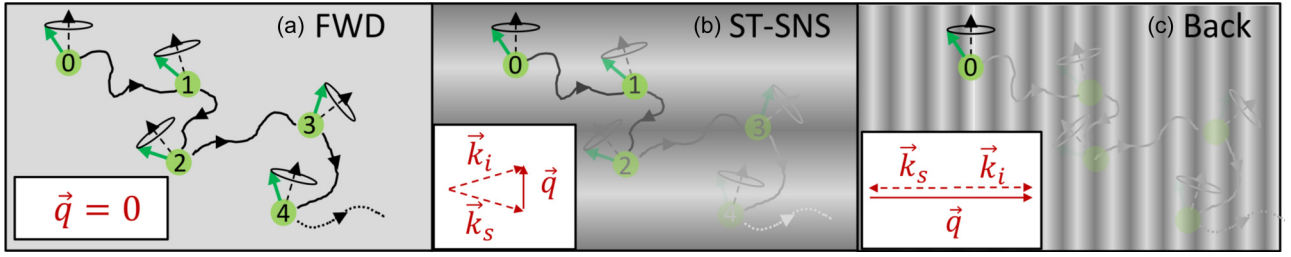 (a) FWD
0
1
2
3
4
q⃗ = 0
(b) ST-SNS
0
1
2
3
4
k⃗ᵢ
q⃗
k⃗ₛ
(c) Back
0
k⃗ₛ k⃗ᵢ
q⃗